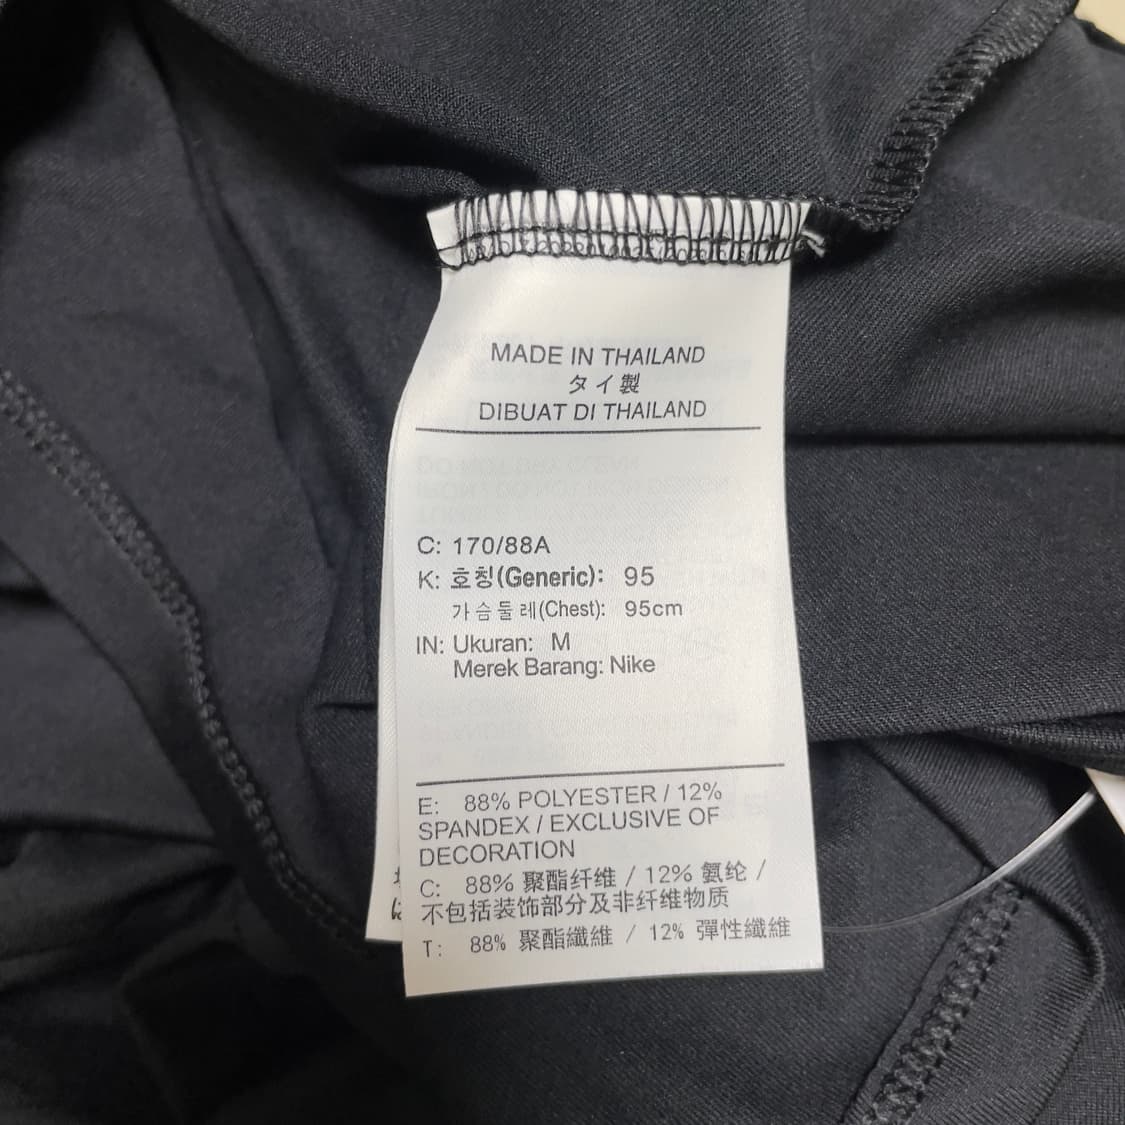 MADE IN THAILAND
タイ製
DIBUAT DI THAILAND
C: 170/88A
K: 호칭(Generic): 95
가슴둘레(Chest): 95cm
IN: Ukuran: M
Merek Barang: Nike
E: 88% POLYESTER / 12%
SPANDEX / EXCLUSIVE OF
DECORATION
C: 88% 聚酯纤维 / 12% 氨纶 /
不包括装饰部分及非纤维物质
T: 88% 聚酯纖維 / 12% 彈性纖維